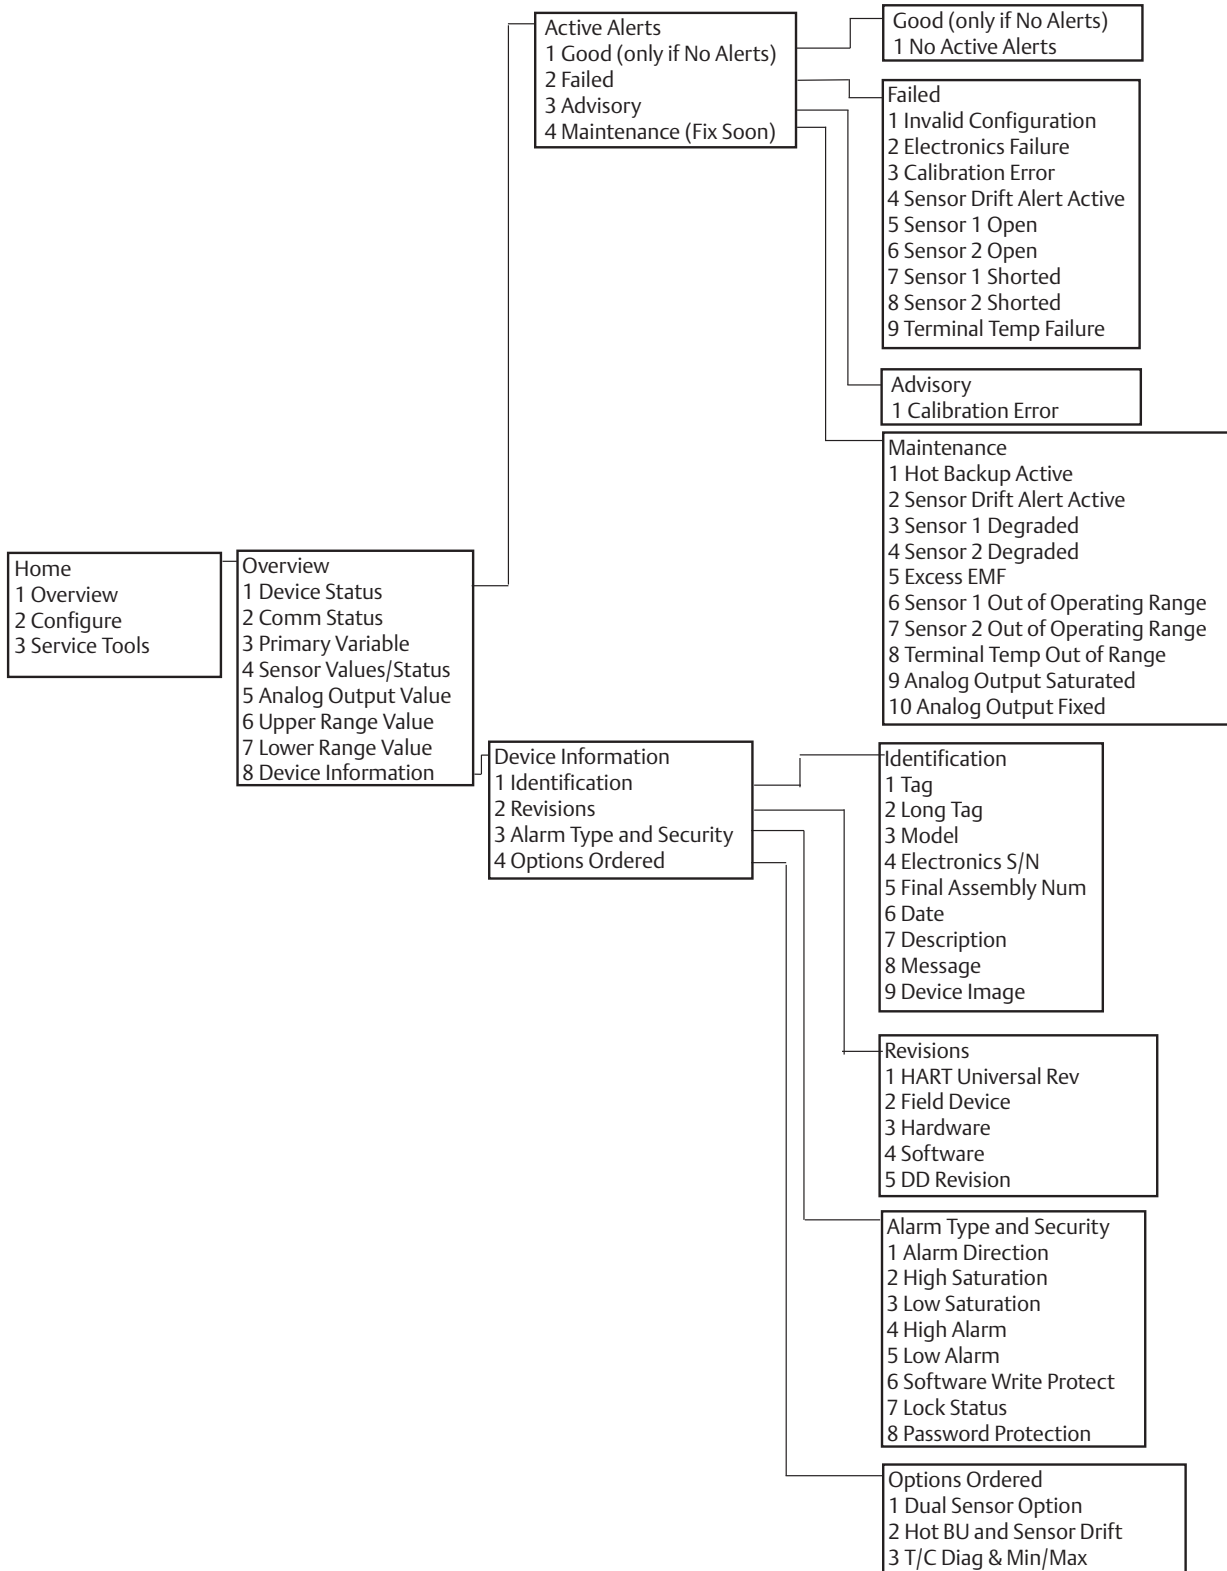 Home
1 Overview
2 Configure
3 Service Tools
Overview
1 Device Status
2 Comm Status
3 Primary Variable
4 Sensor Values/Status
5 Analog Output Value
6 Upper Range Value
7 Lower Range Value
8 Device Information
Active Alerts
1 Good (only if No Alerts)
2 Failed
3 Advisory
4 Maintenance (Fix Soon)
Good (only if No Alerts)
1 No Active Alerts
Failed
1 Invalid Configuration
2 Electronics Failure
3 Calibration Error
4 Sensor Drift Alert Active
5 Sensor 1 Open
6 Sensor 2 Open
7 Sensor 1 Shorted
8 Sensor 2 Shorted
9 Terminal Temp Failure
Advisory
1 Calibration Error
Maintenance
1 Hot Backup Active
2 Sensor Drift Alert Active
3 Sensor 1 Degraded
4 Sensor 2 Degraded
5 Excess EMF
6 Sensor 1 Out of Operating Range
7 Sensor 2 Out of Operating Range
8 Terminal Temp Out of Range
9 Analog Output Saturated
10 Analog Output Fixed
Device Information
1 Identification
2 Revisions
3 Alarm Type and Security
4 Options Ordered
Identification
1 Tag
2 Long Tag
3 Model
4 Electronics S/N
5 Final Assembly Num
6 Date
7 Description
8 Message
9 Device Image
Revisions
1 HART Universal Rev
2 Field Device
3 Hardware
4 Software
5 DD Revision
Alarm Type and Security
1 Alarm Direction
2 High Saturation
3 Low Saturation
4 High Alarm
5 Low Alarm
6 Software Write Protect
7 Lock Status
8 Password Protection
Options Ordered
1 Dual Sensor Option
2 Hot BU and Sensor Drift
3 T/C Diag & Min/Max